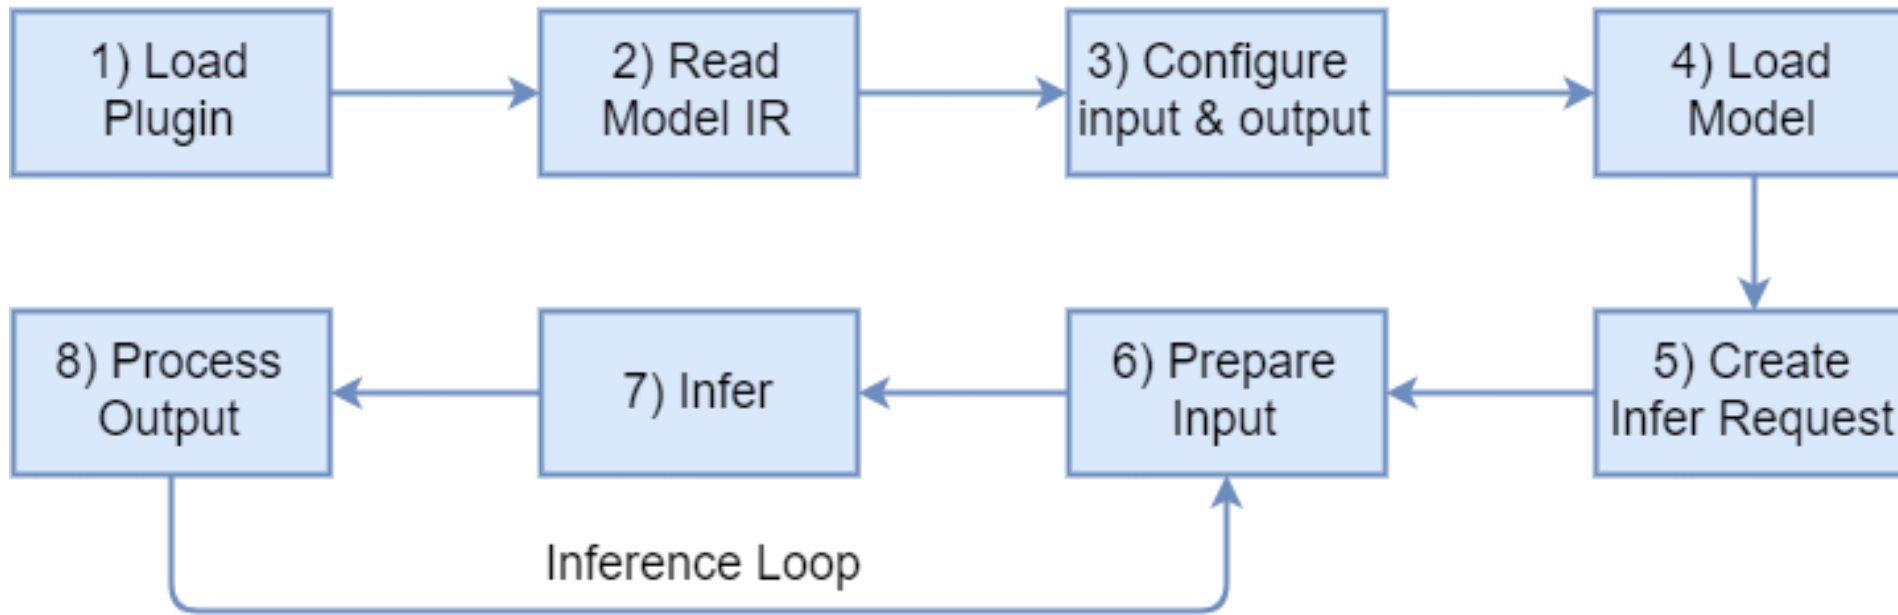 1) Load
Plugin
2) Read
Model IR
3) Configure
input & output
4) Load
Model
5) Create
Infer Request
6) Prepare
Input
7) Infer
8) Process
Output
Inference Loop